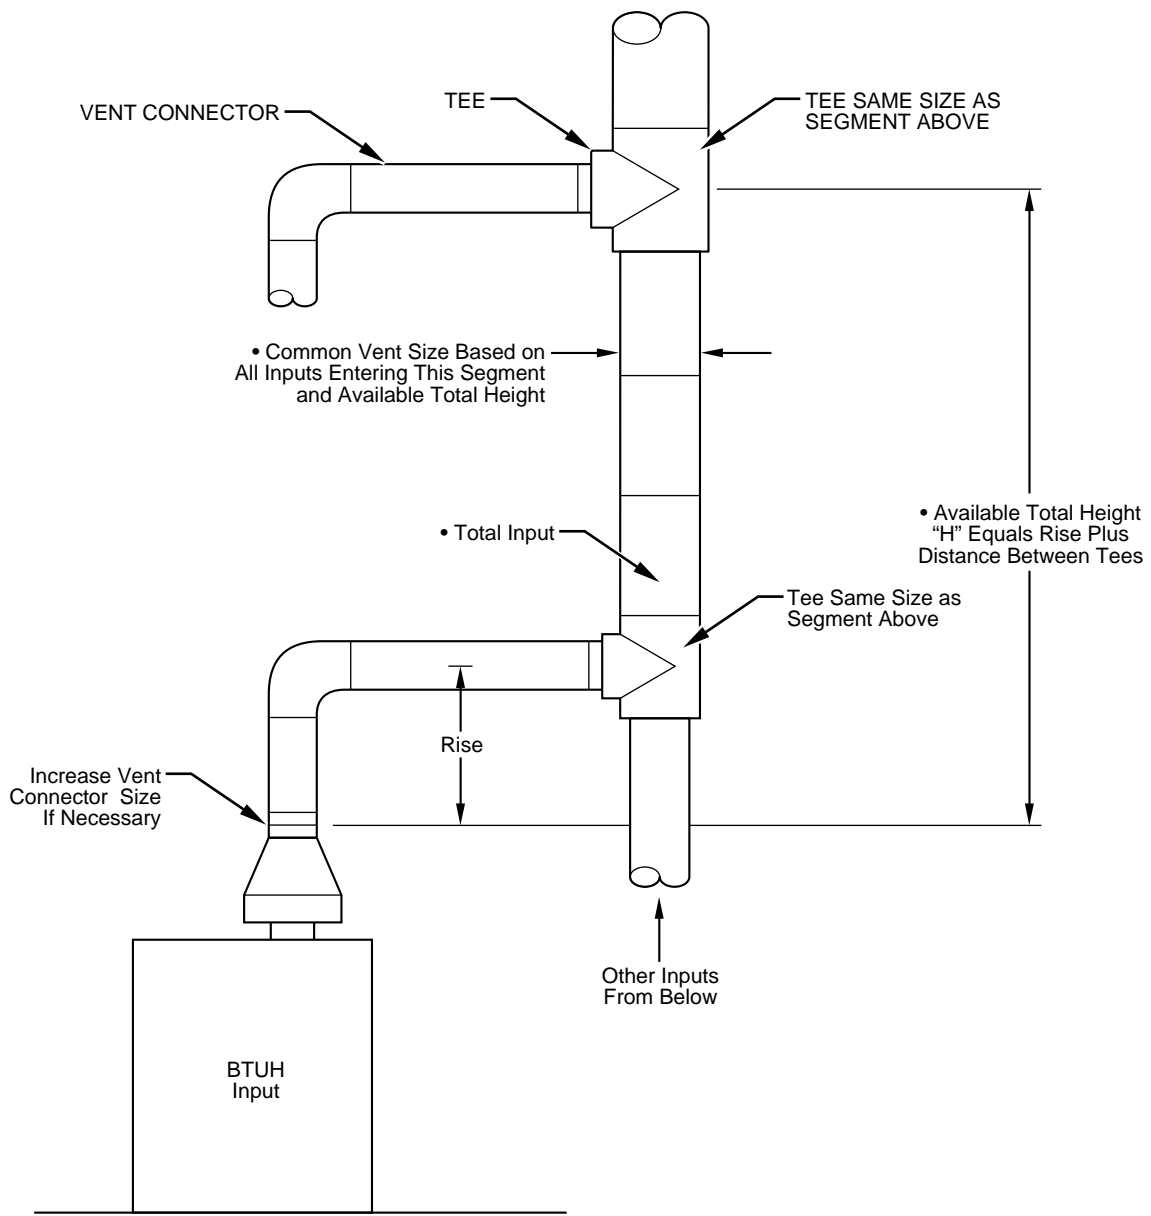 VENT CONNECTOR
TEE
TEE SAME SIZE AS
SEGMENT ABOVE
• Common Vent Size Based on
All Inputs Entering This Segment
and Available Total Height
• Total Input
• Available Total Height
“H” Equals Rise Plus
Distance Between Tees
Tee Same Size as
Segment Above
Rise
Increase Vent
Connector Size
If Necessary
Other Inputs
From Below
BTUH
Input